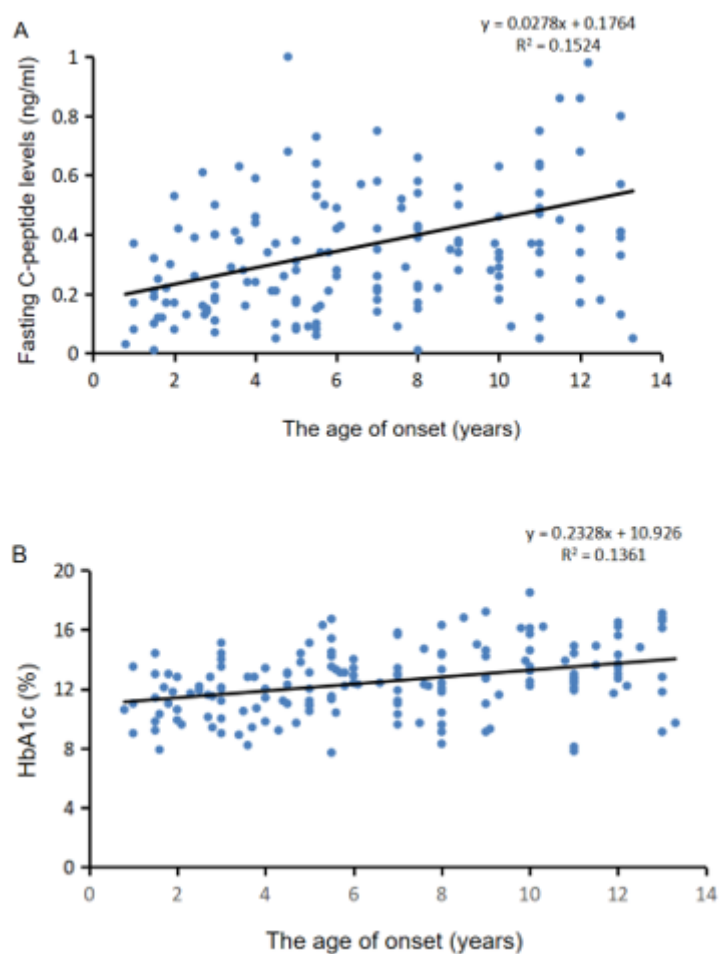 A
y = 0.0278x + 0.1764
R² = 0.1524
Fasting C-peptide levels (ng/ml)
1
0.8
0.6
0.4
0.2
0
0 2 4 6 8 10 12 14
The age of onset (years)
B
y = 0.2328x + 10.926
R² = 0.1361
HbA1c (%)
20
16
12
8
4
0
0 2 4 6 8 10 12 14
The age of onset (years)